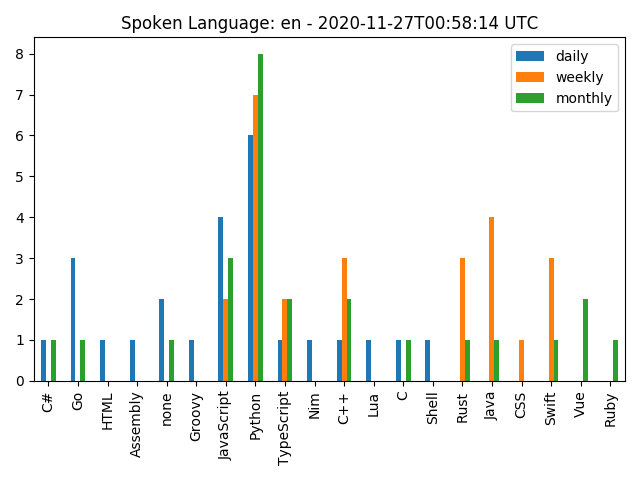 Spoken Language: en - 2020-11-27T00:58:14 UTC
daily
weekly
monthly
8
7
6
5
4
3
2
1
0
C#
Go
HTML
Assembly
none
Groovy
JavaScript
Python
TypeScript
Nim
C++
Lua
C
Shell
Rust
Java
CSS
Swift
Vue
Ruby